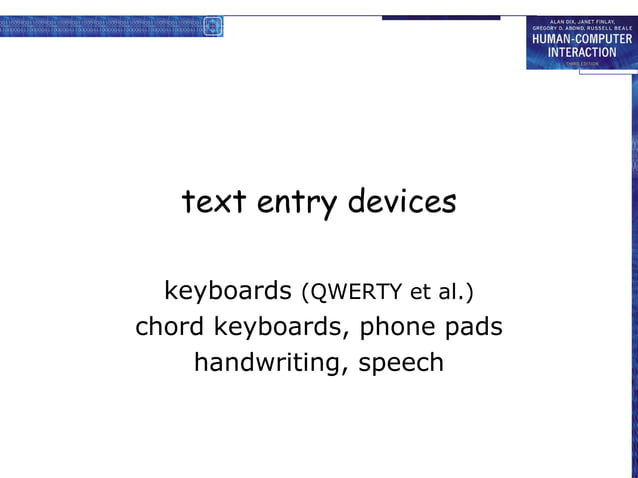 ALAN DIX, JANET FINLAY,
GREGORY D. ABOWD, RUSSELL BEALE
HUMAN-COMPUTER
INTERACTION
THIRD EDITION
text entry devices
keyboards (QWERTY et al.)
chord keyboards, phone pads
handwriting, speech